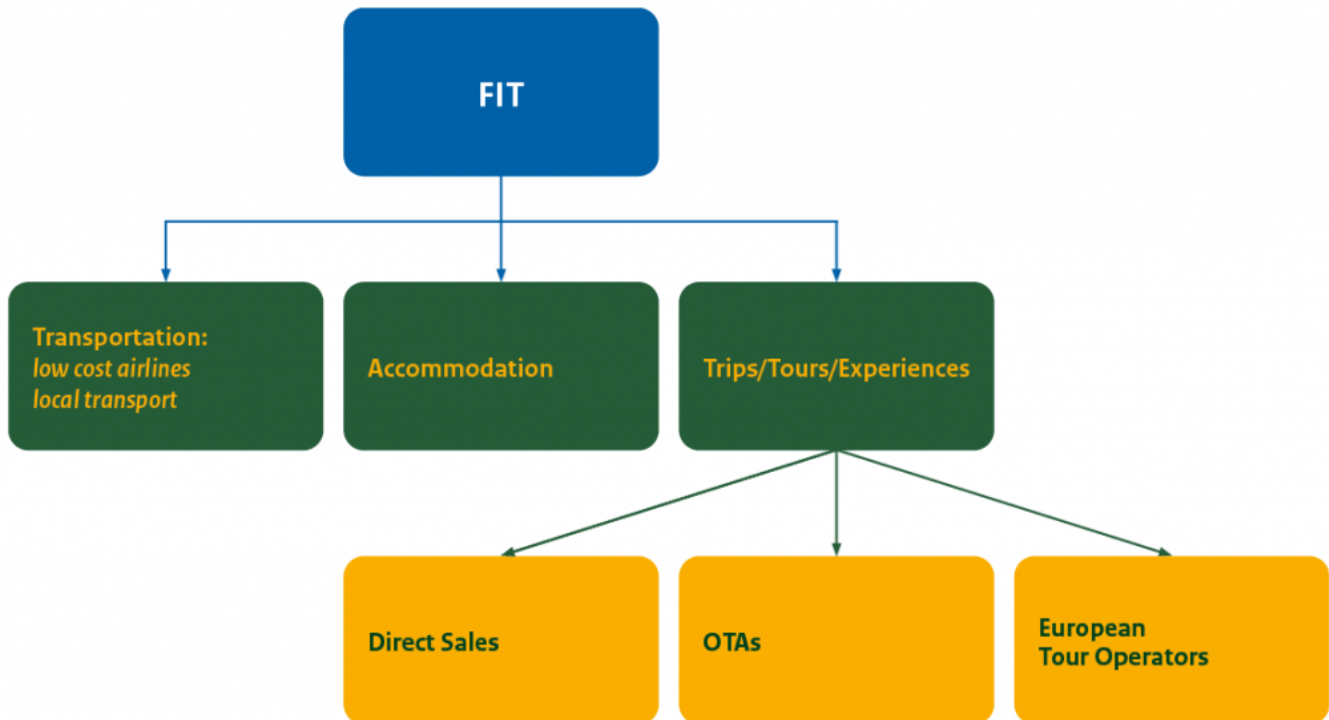 FIT
Transportation:
low cost airlines
local transport
Accommodation
Trips/Tours/Experiences
Direct Sales
OTAs
European
Tour Operators